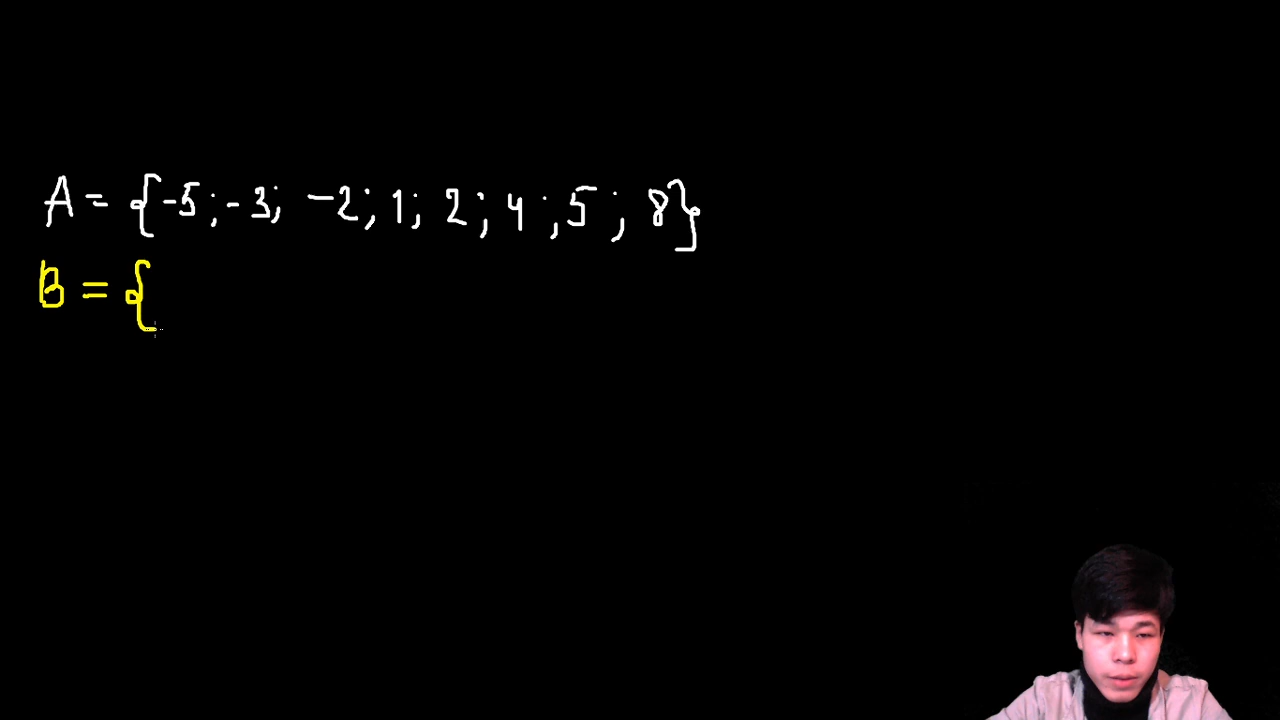 A = {-5; -3; -2; 1; 2; 4; 5; 8}
B = {